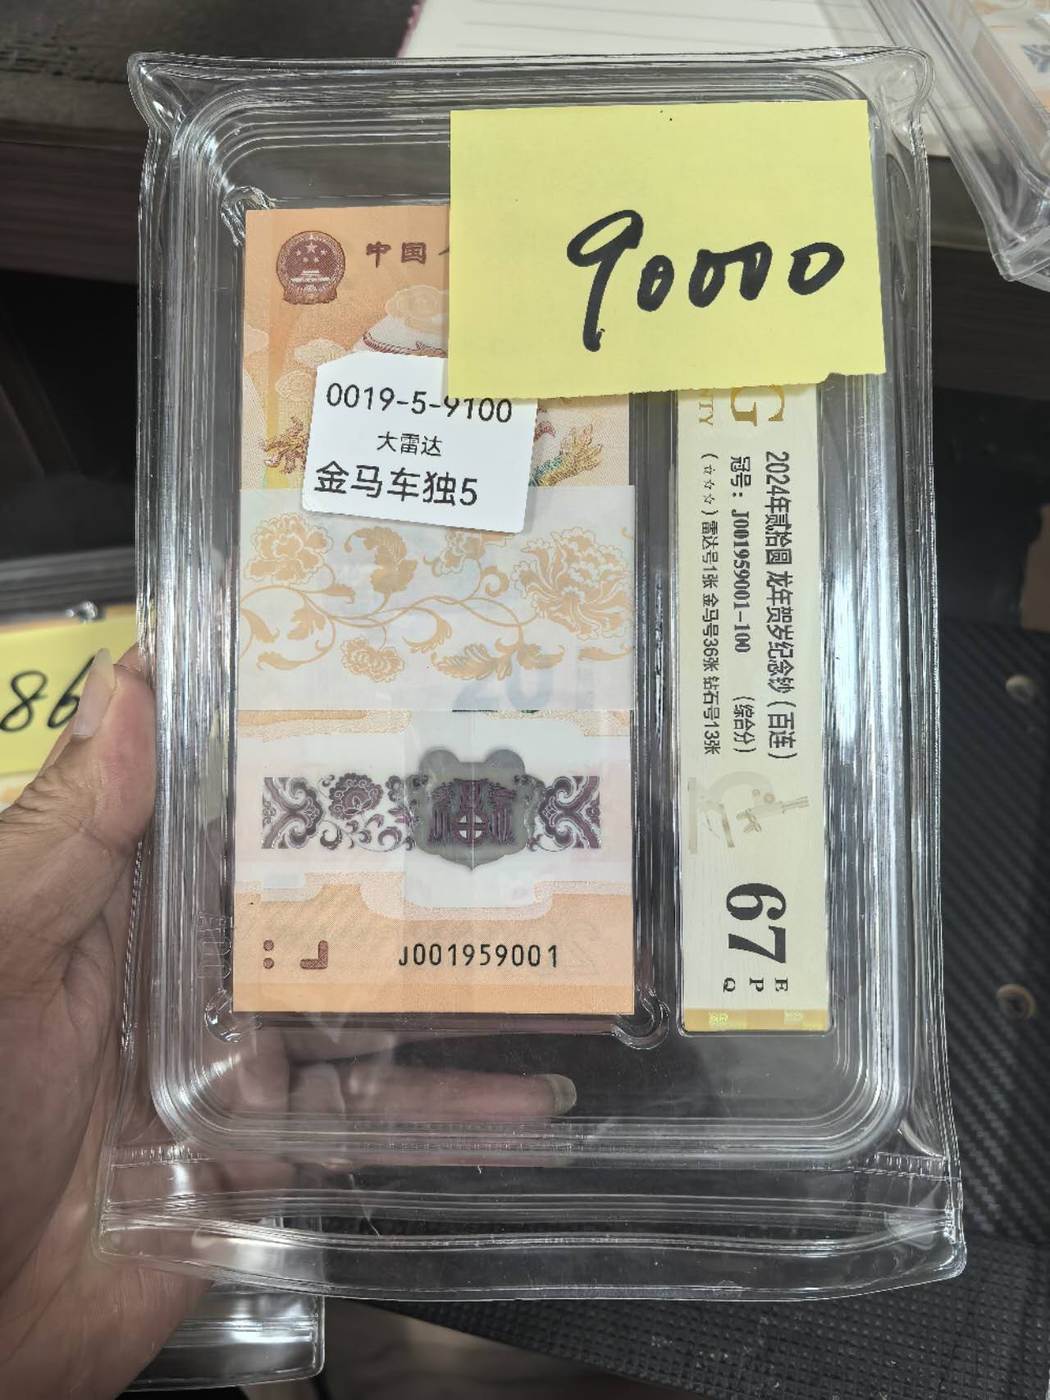 90000
中国
0019-5-9100
大雷达
金马车独5
2024年贰拾圆 龙年贺岁纪念钞（百连）
冠号：J001959001-100 （综合分）
（☆☆☆）雷达号1张 金马号36张 钻石号13张
67
E
P
Q
J001959001
86